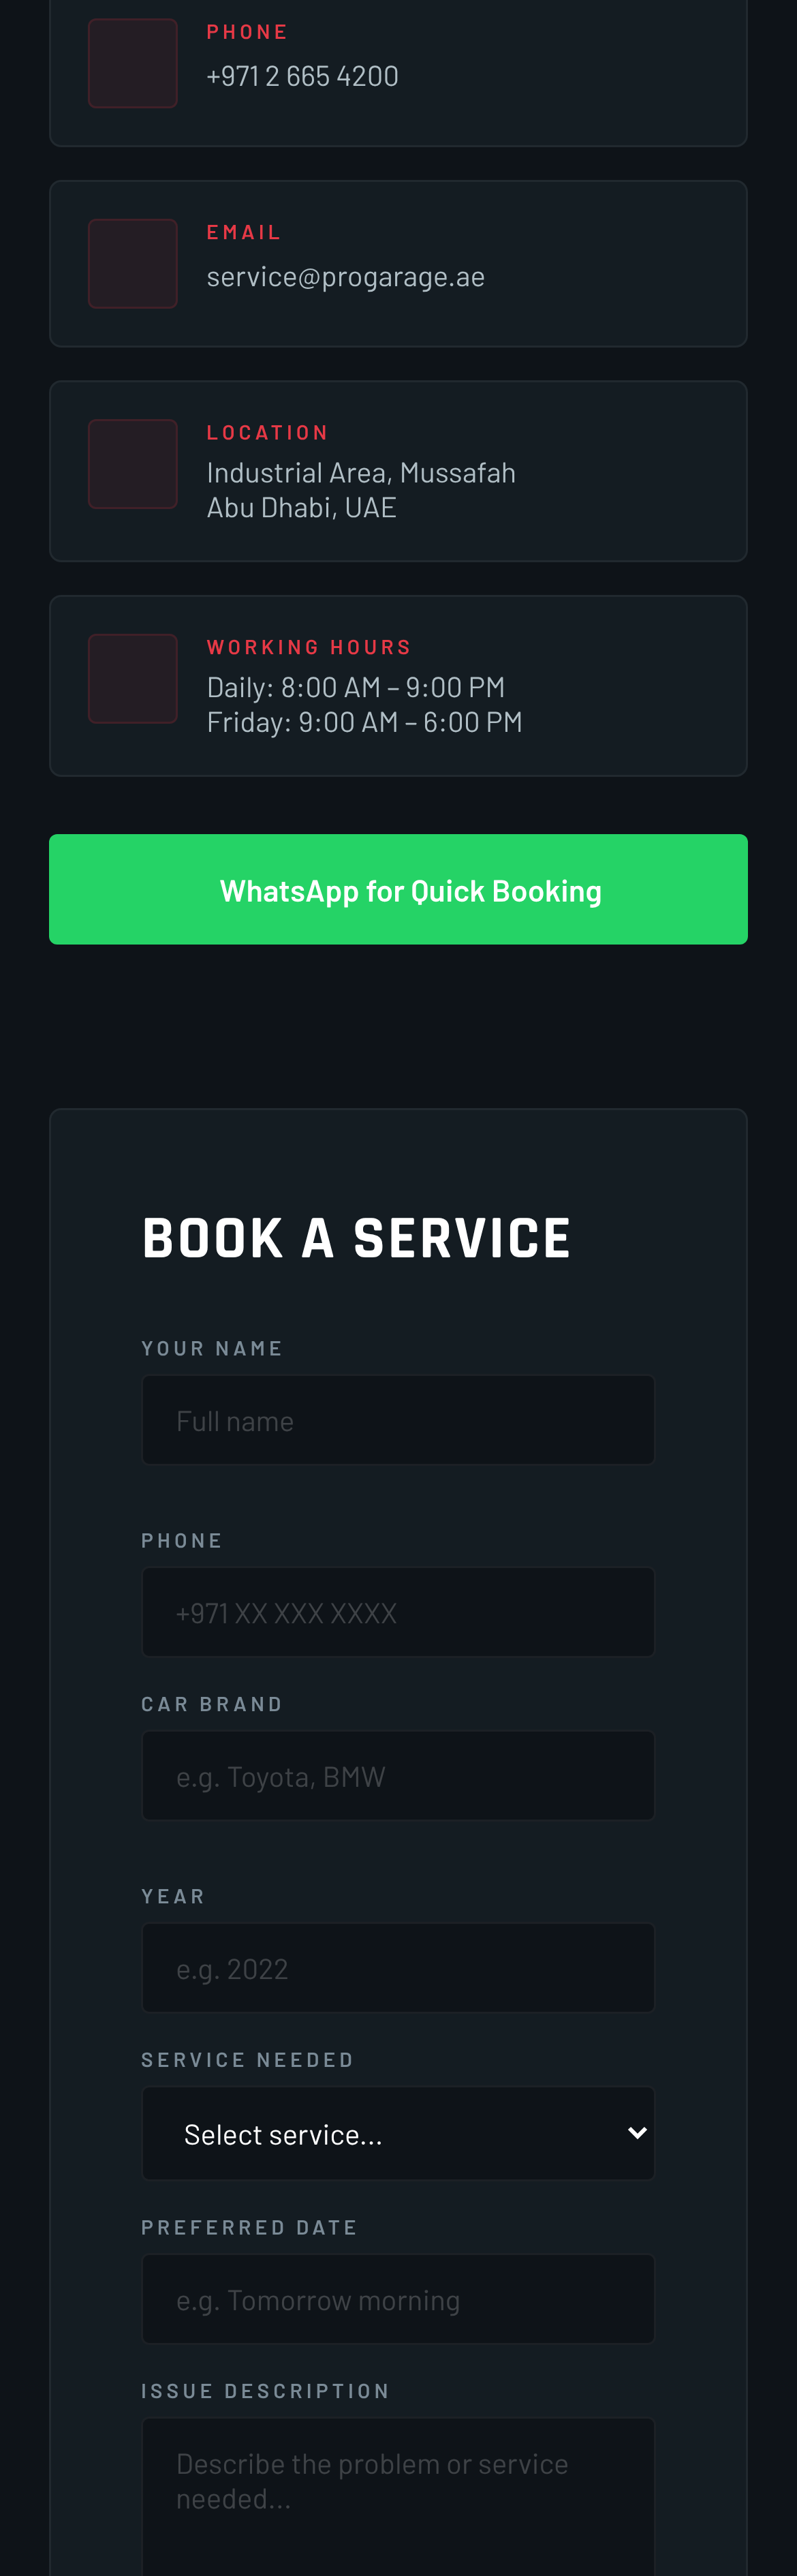 PHONE
+971 2 665 4200
EMAIL
service@progarage.ae
LOCATION
Industrial Area, Mussafah
Abu Dhabi, UAE
WORKING HOURS
Daily: 8:00 AM – 9:00 PM
Friday: 9:00 AM – 6:00 PM
WhatsApp for Quick Booking
BOOK A SERVICE
YOUR NAME
Full name
PHONE
+971 XX XXX XXXX
CAR BRAND
e.g. Toyota, BMW
YEAR
e.g. 2022
SERVICE NEEDED
Select service...
PREFERRED DATE
e.g. Tomorrow morning
ISSUE DESCRIPTION
Describe the problem or service
needed...